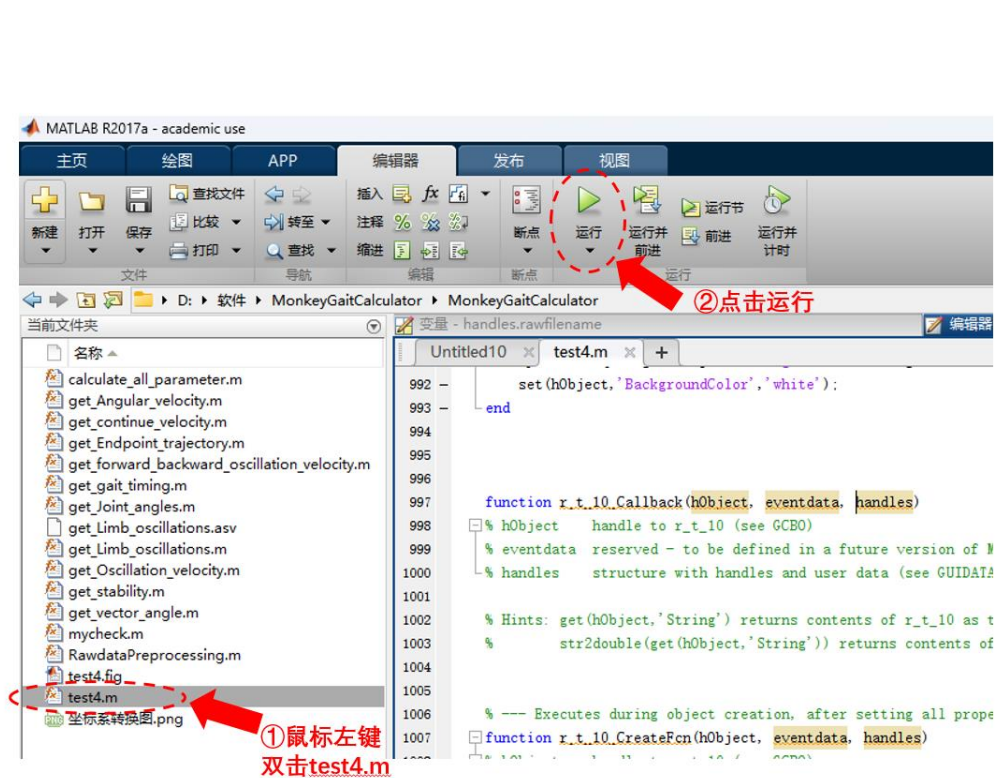 MATLAB R2017a - academic use
主页 绘图 APP 编辑器 发布 视图
新建 打开 保存 查找文件 比较 打印 转至 查找 插入 fx 注释 缩进 断点 运行 运行并前进 运行节 前进 运行并计时
文件 导航 编辑 断点 运行
D: 软件 MonkeyGaitCalculator MonkeyGaitCalculator
②点击运行
当前文件夹
变量 - handles.rawfilename
编辑器
名称
Untitled10 test4.m
calculate_all_parameter.m
get_Angular_velocity.m
get_continue_velocity.m
get_Endpoint_trajectory.m
get_forward_backward_oscillation_velocity.m
get_gait_timing.m
get_Joint_angles.m
get_Limb_oscillations.asv
get_Limb_oscillations.m
get_Oscillation_velocity.m
get_stability.m
get_vector_angle.m
mycheck.m
RawdataPreprocessing.m
test4.fig
test4.m
坐标系转换图.png
①鼠标左键
双击test4.m
992 set(hObject,'BackgroundColor','white');
993 end
994
995
996
997 function r_t_10_Callback(hObject, eventdata, handles)
998 % hObject    handle to r_t_10 (see GCBO)
999 % eventdata  reserved - to be defined in a future version of M
1000 % handles    structure with handles and user data (see GUIDATA
1001
1002 % Hints: get(hObject,'String') returns contents of r_t_10 as t
1003 %        str2double(get(hObject,'String')) returns contents of
1004
1005
1006 % --- Executes during object creation, after setting all prope
1007 function r_t_10_CreateFcn(hObject, eventdata, handles)